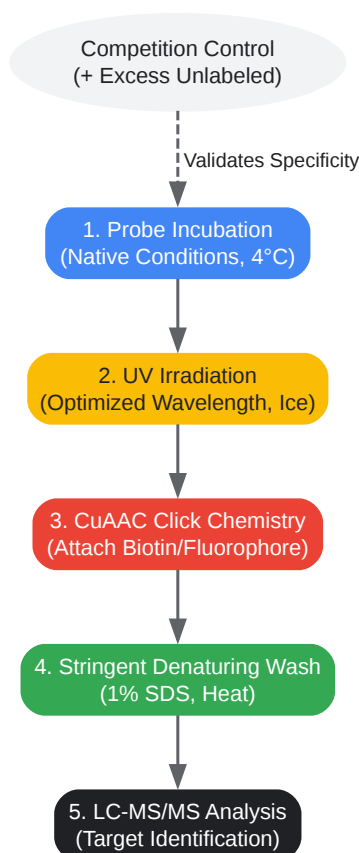 Competition Control
(+ Excess Unlabeled)
Validates Specificity
1. Probe Incubation
(Native Conditions, 4°C)
2. UV Irradiation
(Optimized Wavelength, Ice)
3. CuAAC Click Chemistry
(Attach Biotin/Fluorophore)
4. Stringent Denaturing Wash
(1% SDS, Heat)
5. LC-MS/MS Analysis
(Target Identification)